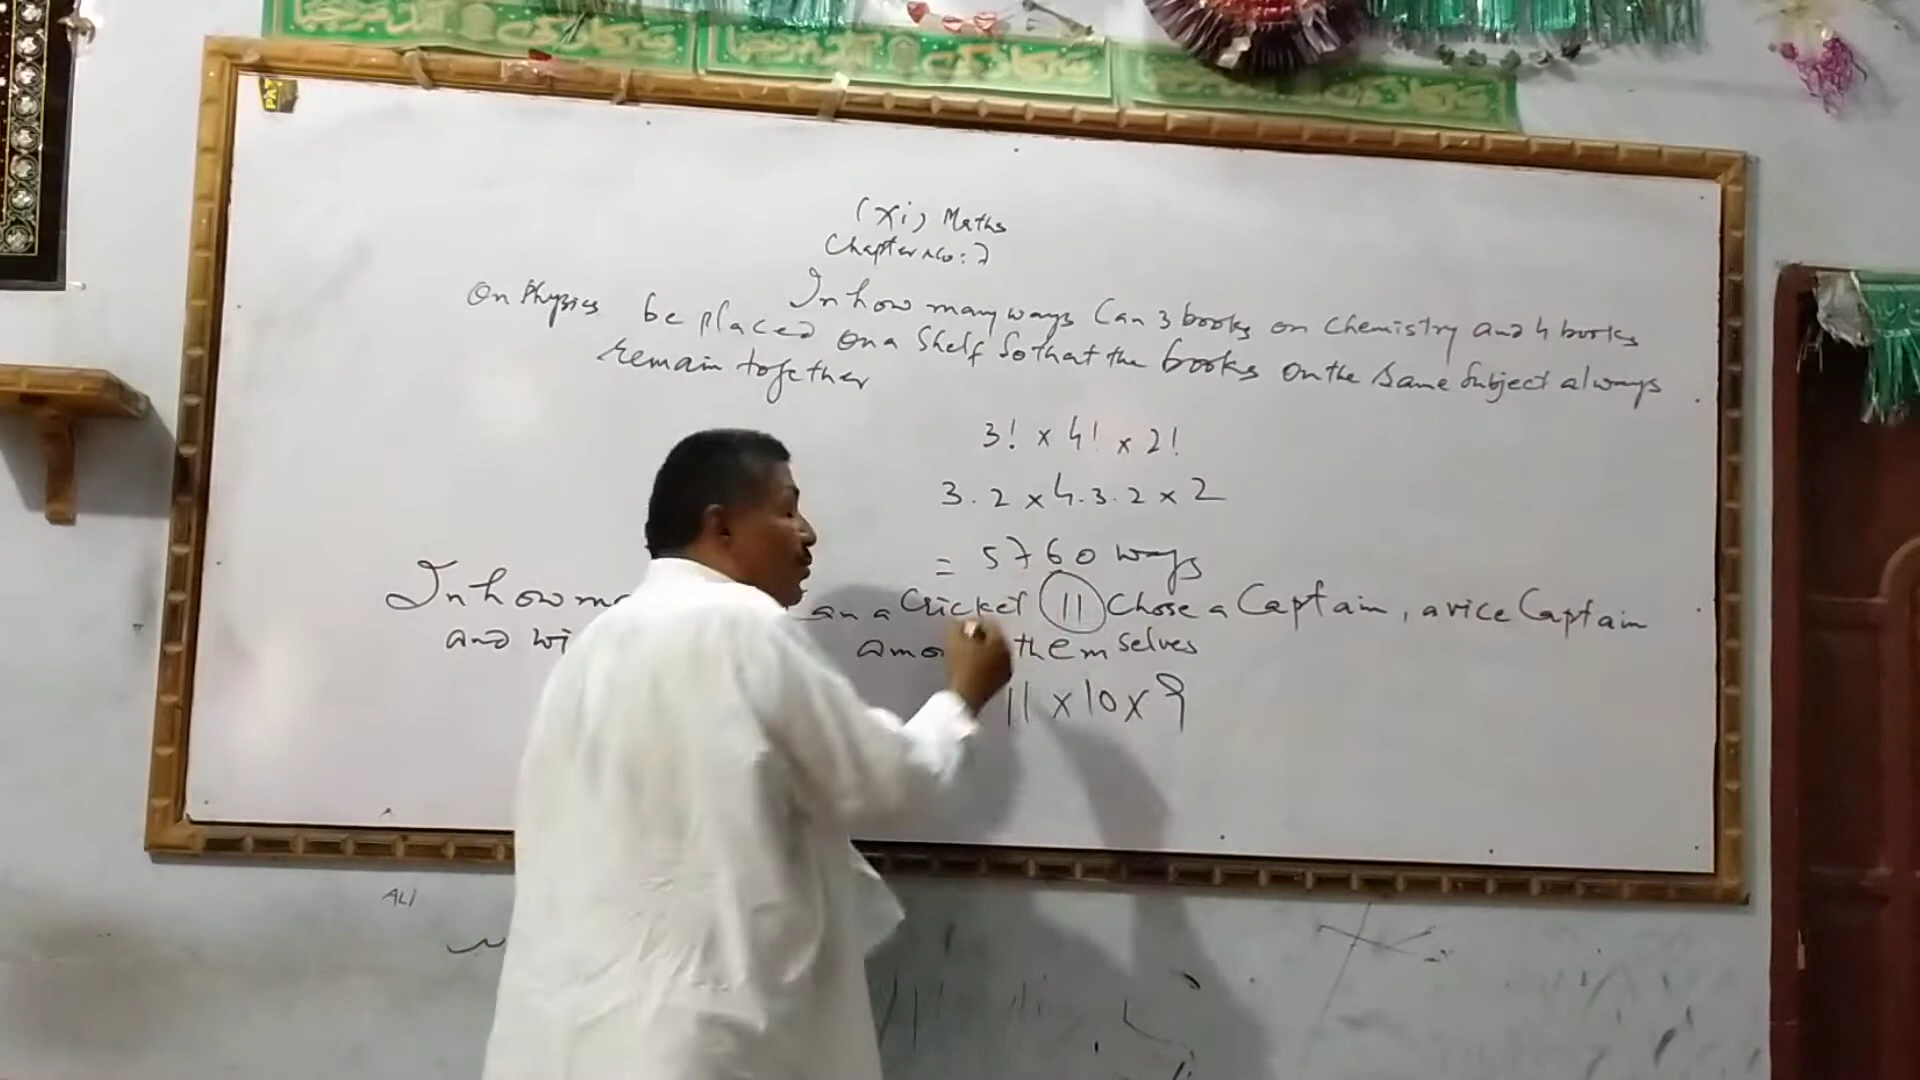 (Xi) Maths
Chapter No: 7
In how many ways Can 3 books on Chemistry and 4 books
On Physics be placed On a Shelf So that the books On the Same Subject always
remain together
3! x 4! x 2!
3.2 x 4.3.2 x 2
= 5760 ways
In how an a Cricket 11 Chose a Captain, a vice Captain
and themselves
11 x 10 x 9
ALI